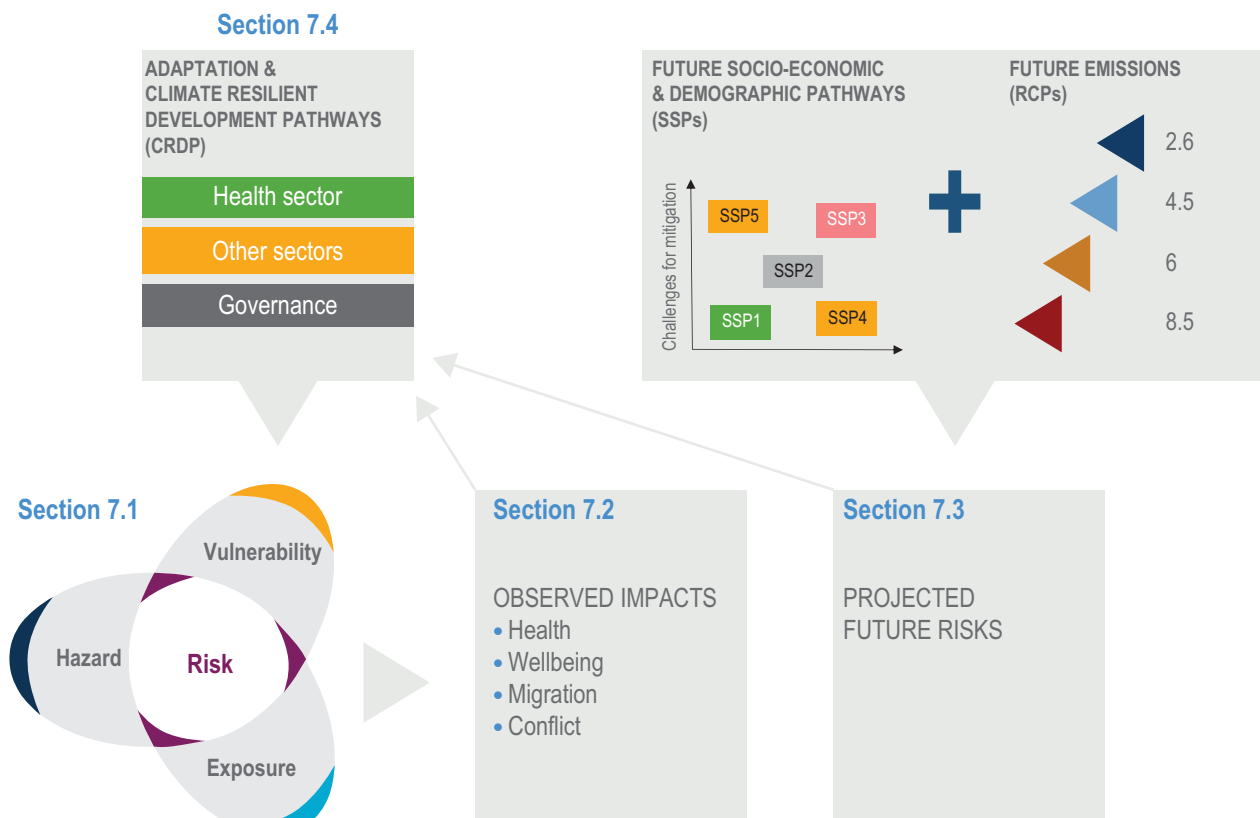 Section 7.4
ADAPTATION &
CLIMATE RESILIENT
DEVELOPMENT PATHWAYS
(CRDP)
Health sector
Other sectors
Governance
FUTURE SOCIO-ECONOMIC
& DEMOGRAPHIC PATHWAYS
(SSPs)
Challenges for mitigation
SSP5
SSP3
SSP2
SSP1
SSP4
FUTURE EMISSIONS
(RCPs)
2.6
4.5
6
8.5
Section 7.1
Vulnerability
Hazard
Risk
Exposure
Section 7.2
OBSERVED IMPACTS
• Health
• Wellbeing
• Migration
• Conflict
Section 7.3
PROJECTED
FUTURE RISKS